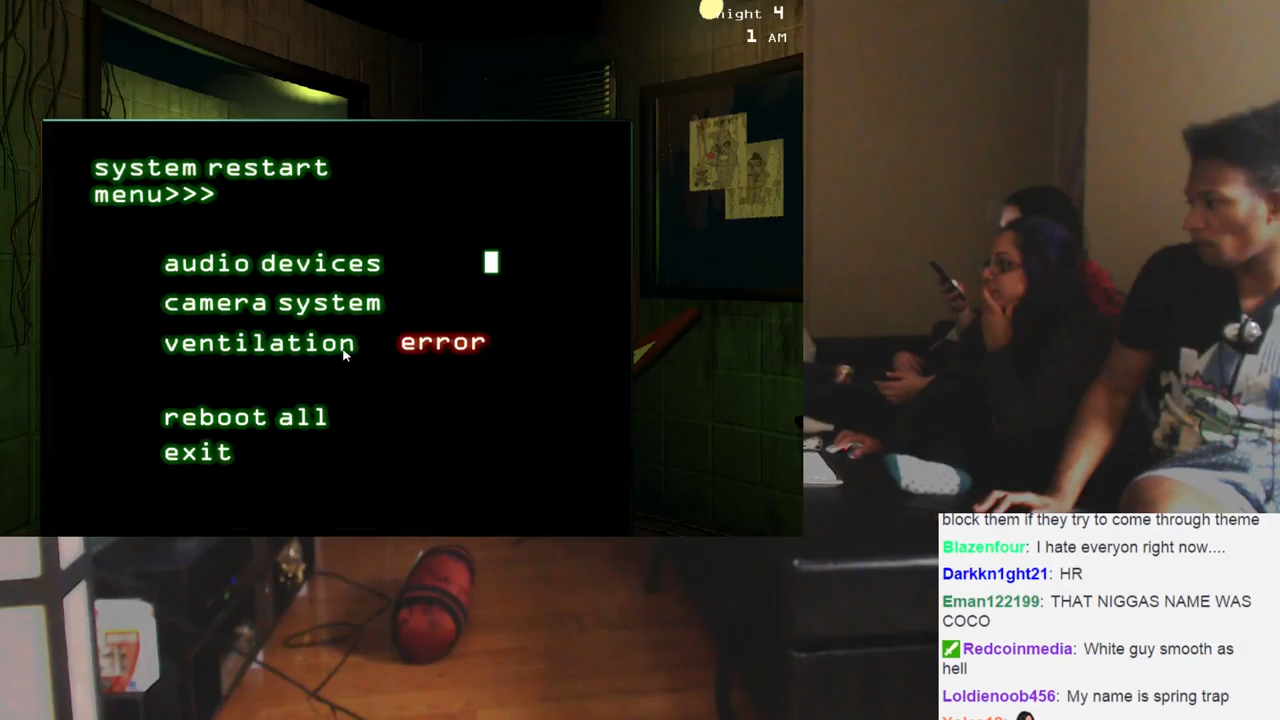 night 4
1 AM
system restart
menu>>>
audio devices
camera system
ventilation error
reboot all
exit
block them if they try to come through theme
Blazenfour: I hate everyon right now....
Darkkn1ght21: HR
Eman122199: THAT NIGGAS NAME WAS
COCO
Redcoinmedia: White guy smooth as
hell
Loldienoob456: My name is spring trap